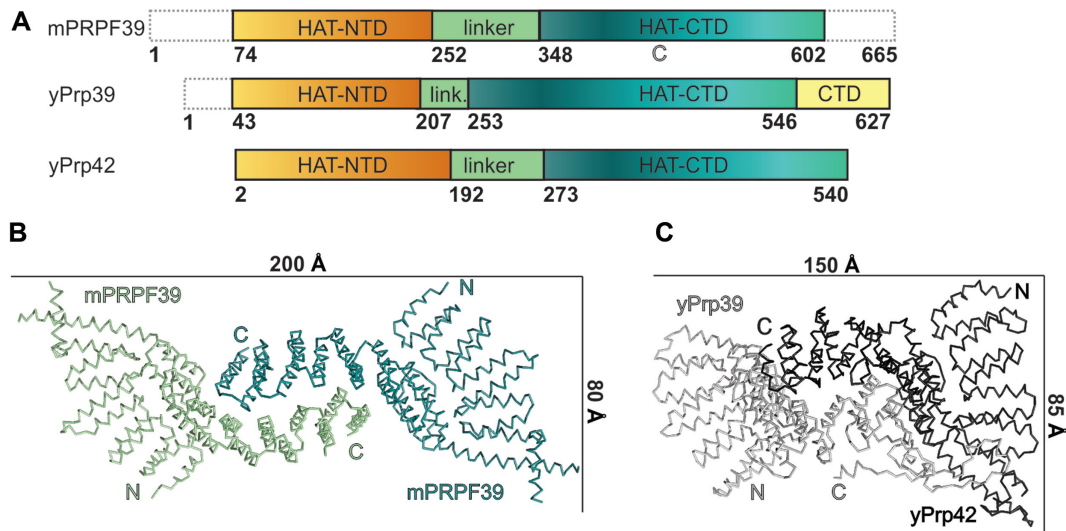 A
mPRPF39 HAT-NTD linker HAT-CTD
1 74 252 348 C 602 665
yPrp39 HAT-NTD link. HAT-CTD CTD
1 43 207 253 546 627
yPrp42 HAT-NTD linker HAT-CTD
2 192 273 540
B
200 Å
mPRPF39
N
C
80 Å
C
N
mPRPF39
C
150 Å
yPrp39
N
C
85 Å
N
C
yPrp42